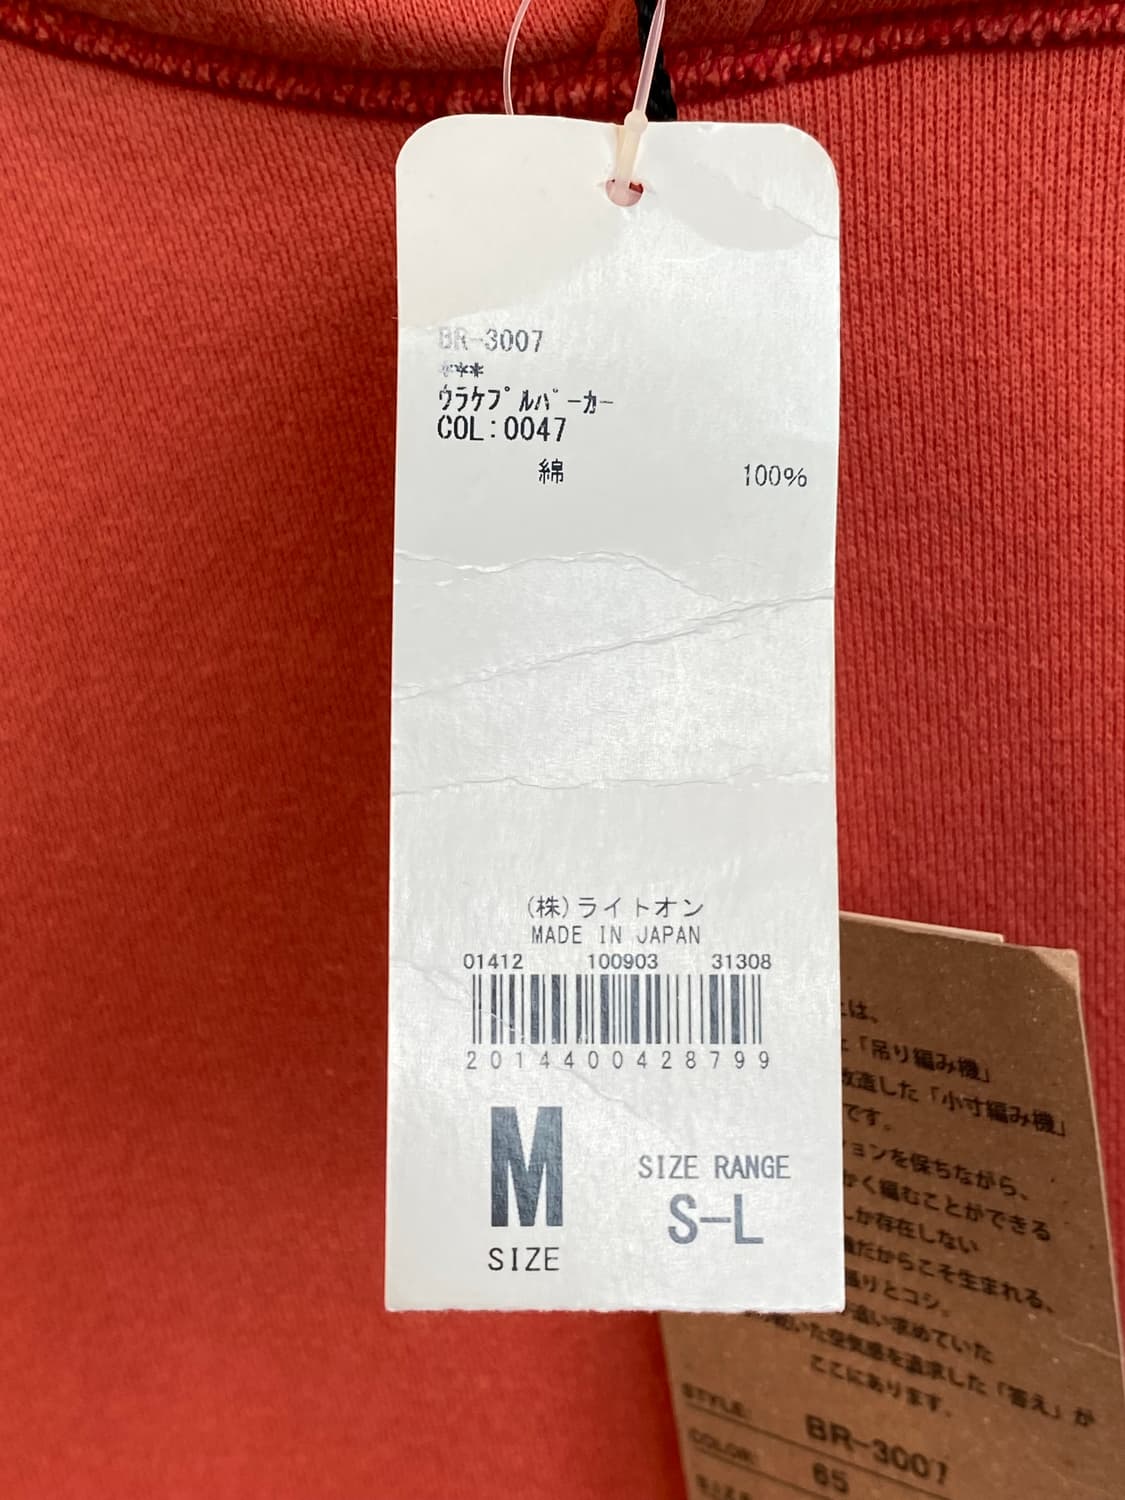 BR-3007
***
ｳﾗｹﾌﾟﾙﾊﾟｰｶｰ
COL:0047
綿 100%
(株)ライトオン
MADE IN JAPAN
01412 100903 31308
2014400428799
M
SIZE
SIZE RANGE
S-L
は、
「吊り編み機」
改造した「小寸編み機」
です。
ションを保ちながら、
かく編むことができる
しか存在しない
だからこそ生まれる、
張りとコシ。
追い求めていた
いた空気感を追求した「答え」が
ここにあります。
STYLE: BR-3007
COLOR: 65